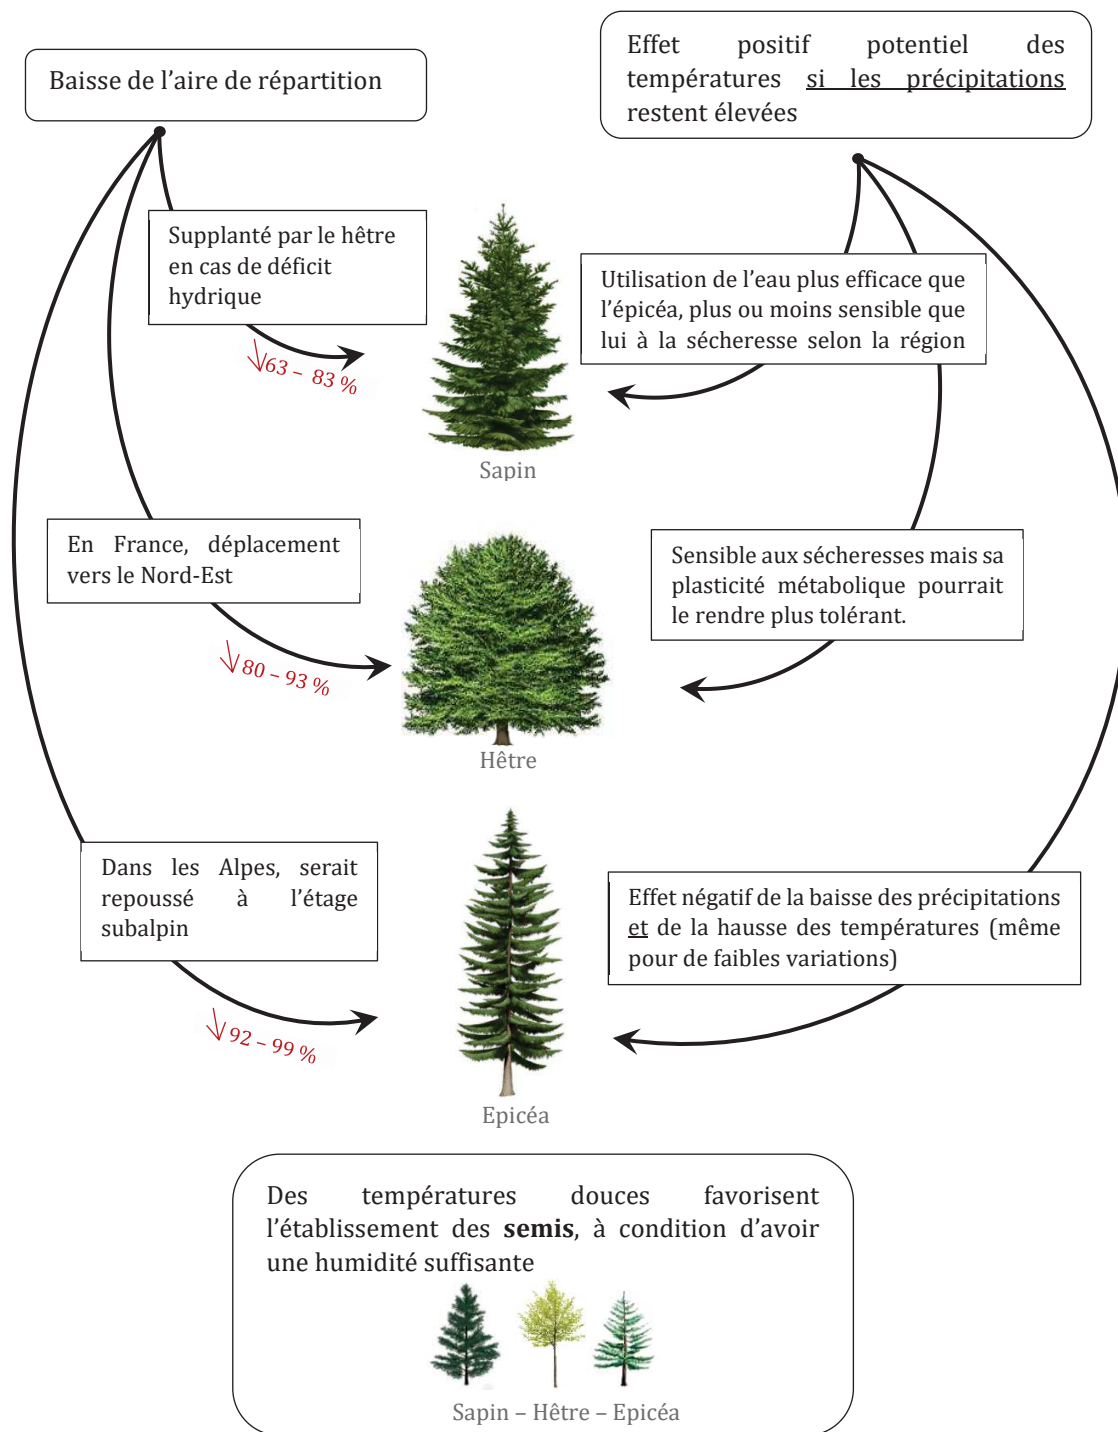 Baisse de l’aire de répartition
Effet positif potentiel des
températures si les précipitations
restent élevées
Supplanté par le hêtre
en cas de déficit
hydrique
Utilisation de l’eau plus efficace que
l’épicéa, plus ou moins sensible que
lui à la sécheresse selon la région
63 – 83 %
Sapin
En France, déplacement
vers le Nord-Est
Sensible aux sécheresses mais sa
plasticité métabolique pourrait
le rendre plus tolérant.
80 – 93 %
Hêtre
Dans les Alpes, serait
repoussé à l’étage
subalpin
Effet négatif de la baisse des précipitations
et de la hausse des températures (même
pour de faibles variations)
92 – 99 %
Epicéa
Des températures douces favorisent
l’établissement des semis, à condition d’avoir
une humidité suffisante
Sapin – Hêtre – Epicéa